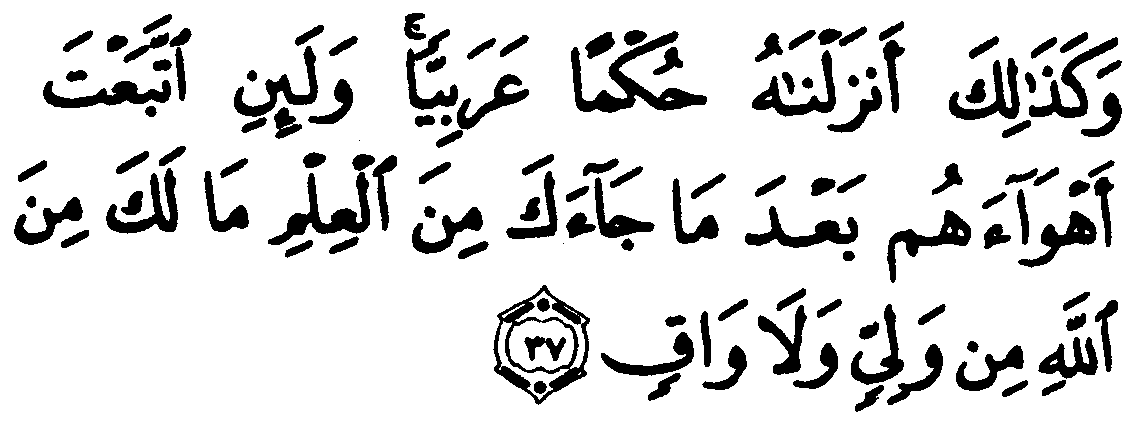 وَكَذَٰلِكَ أَنزَلْنَـٰهُ حُكْمًا عَرَبِيًّا ۚ وَلَئِنِ ٱتَّبَعْتَ
أَهْوَآءَهُم بَعْدَ مَا جَآءَكَ مِنَ ٱلْعِلْمِ مَا لَكَ مِنَ
ٱللَّهِ مِن وَلِىٍّ وَلَا وَاقٍ ٣٧